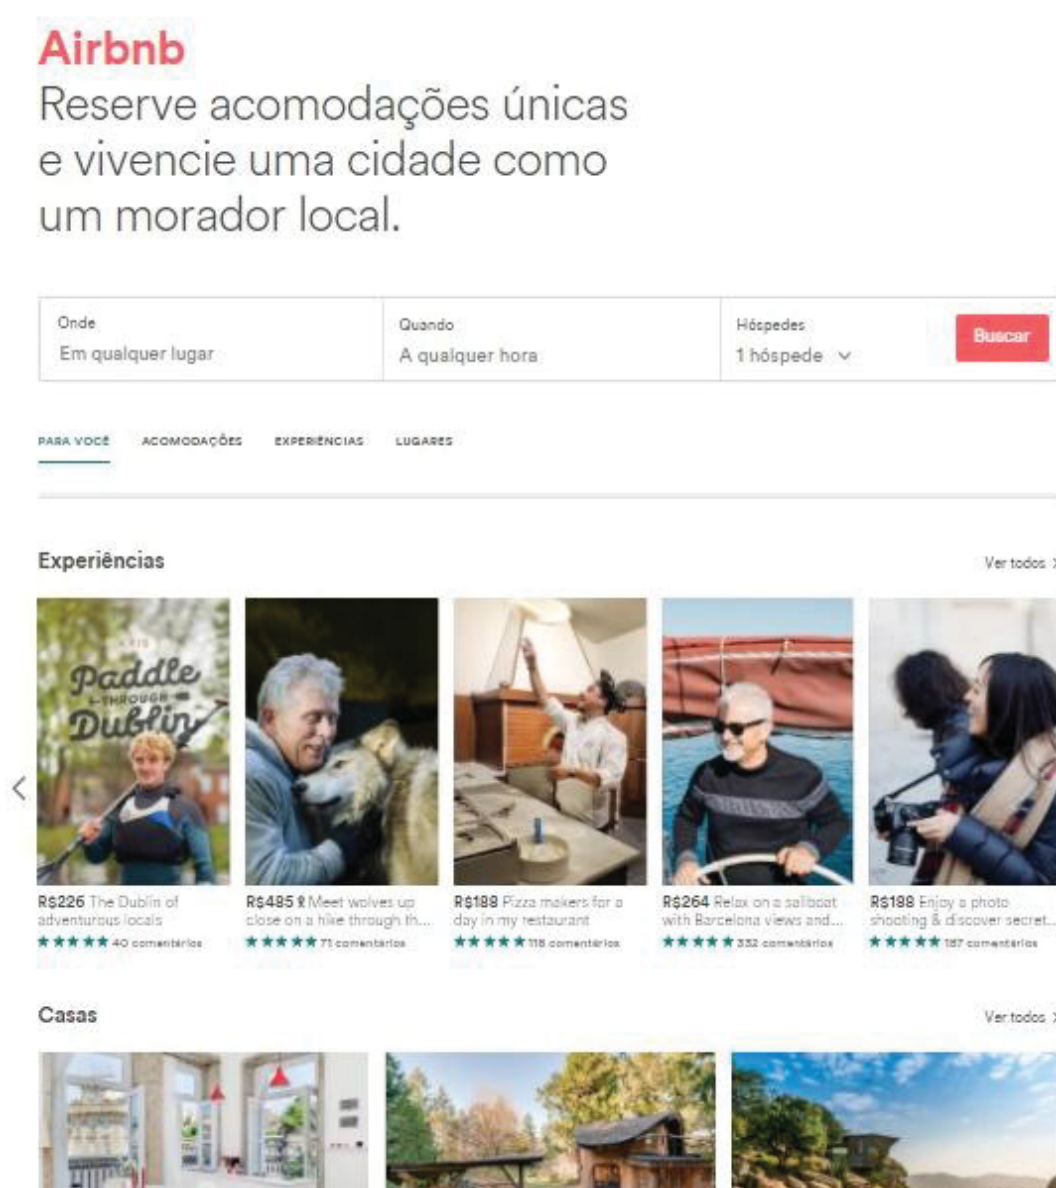 Airbnb
Reserve acomodações únicas
e vivencie uma cidade como
um morador local.
Onde
Em qualquer lugar
Quando
A qualquer hora
Hóspedes
1 hóspede
Buscar
PARA VOCÊ
ACOMODAÇÕES
EXPERIÊNCIAS
LUGARES
Experiências
Ver todos
Paddle
THROUGH
Dublin
R$226 The Dublin of
adventurous locals
40 comentários
R$485 Meet wolves up
close on a hike through th...
71 comentários
R$188 Pizza makers for a
day in my restaurant
118 comentários
R$264 Relax on a sailboat
with Barcelona views and...
332 comentários
R$188 Enjoy a photo
shooting & discover secret...
187 comentários
Casas
Ver todos